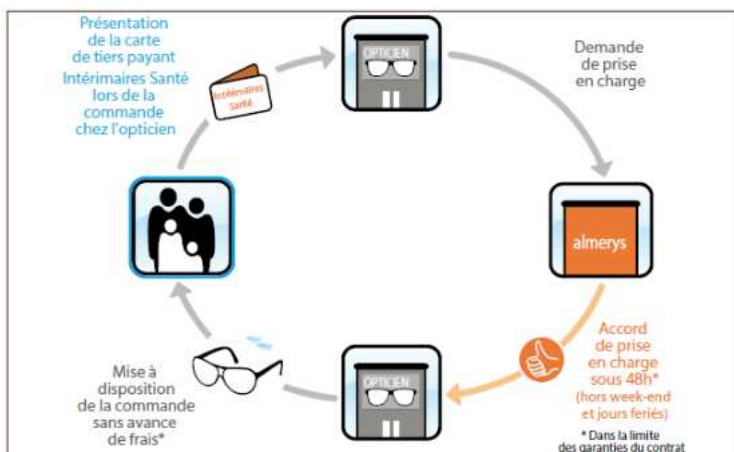 Présentation
de la carte
de tiers payant
Intérimaires Santé
lors de la
commande
chez l'opticien
Intérimaires
Santé
OPTICIEN
Demande
de prise
en charge
almerys
Accord
de prise
en charge
sous 48h*
(hors week-end
et jours feriés)
* Dans la limite
des garanties du contrat
OPTICIEN
Mise à
disposition
de la commande
sans avance
de frais*